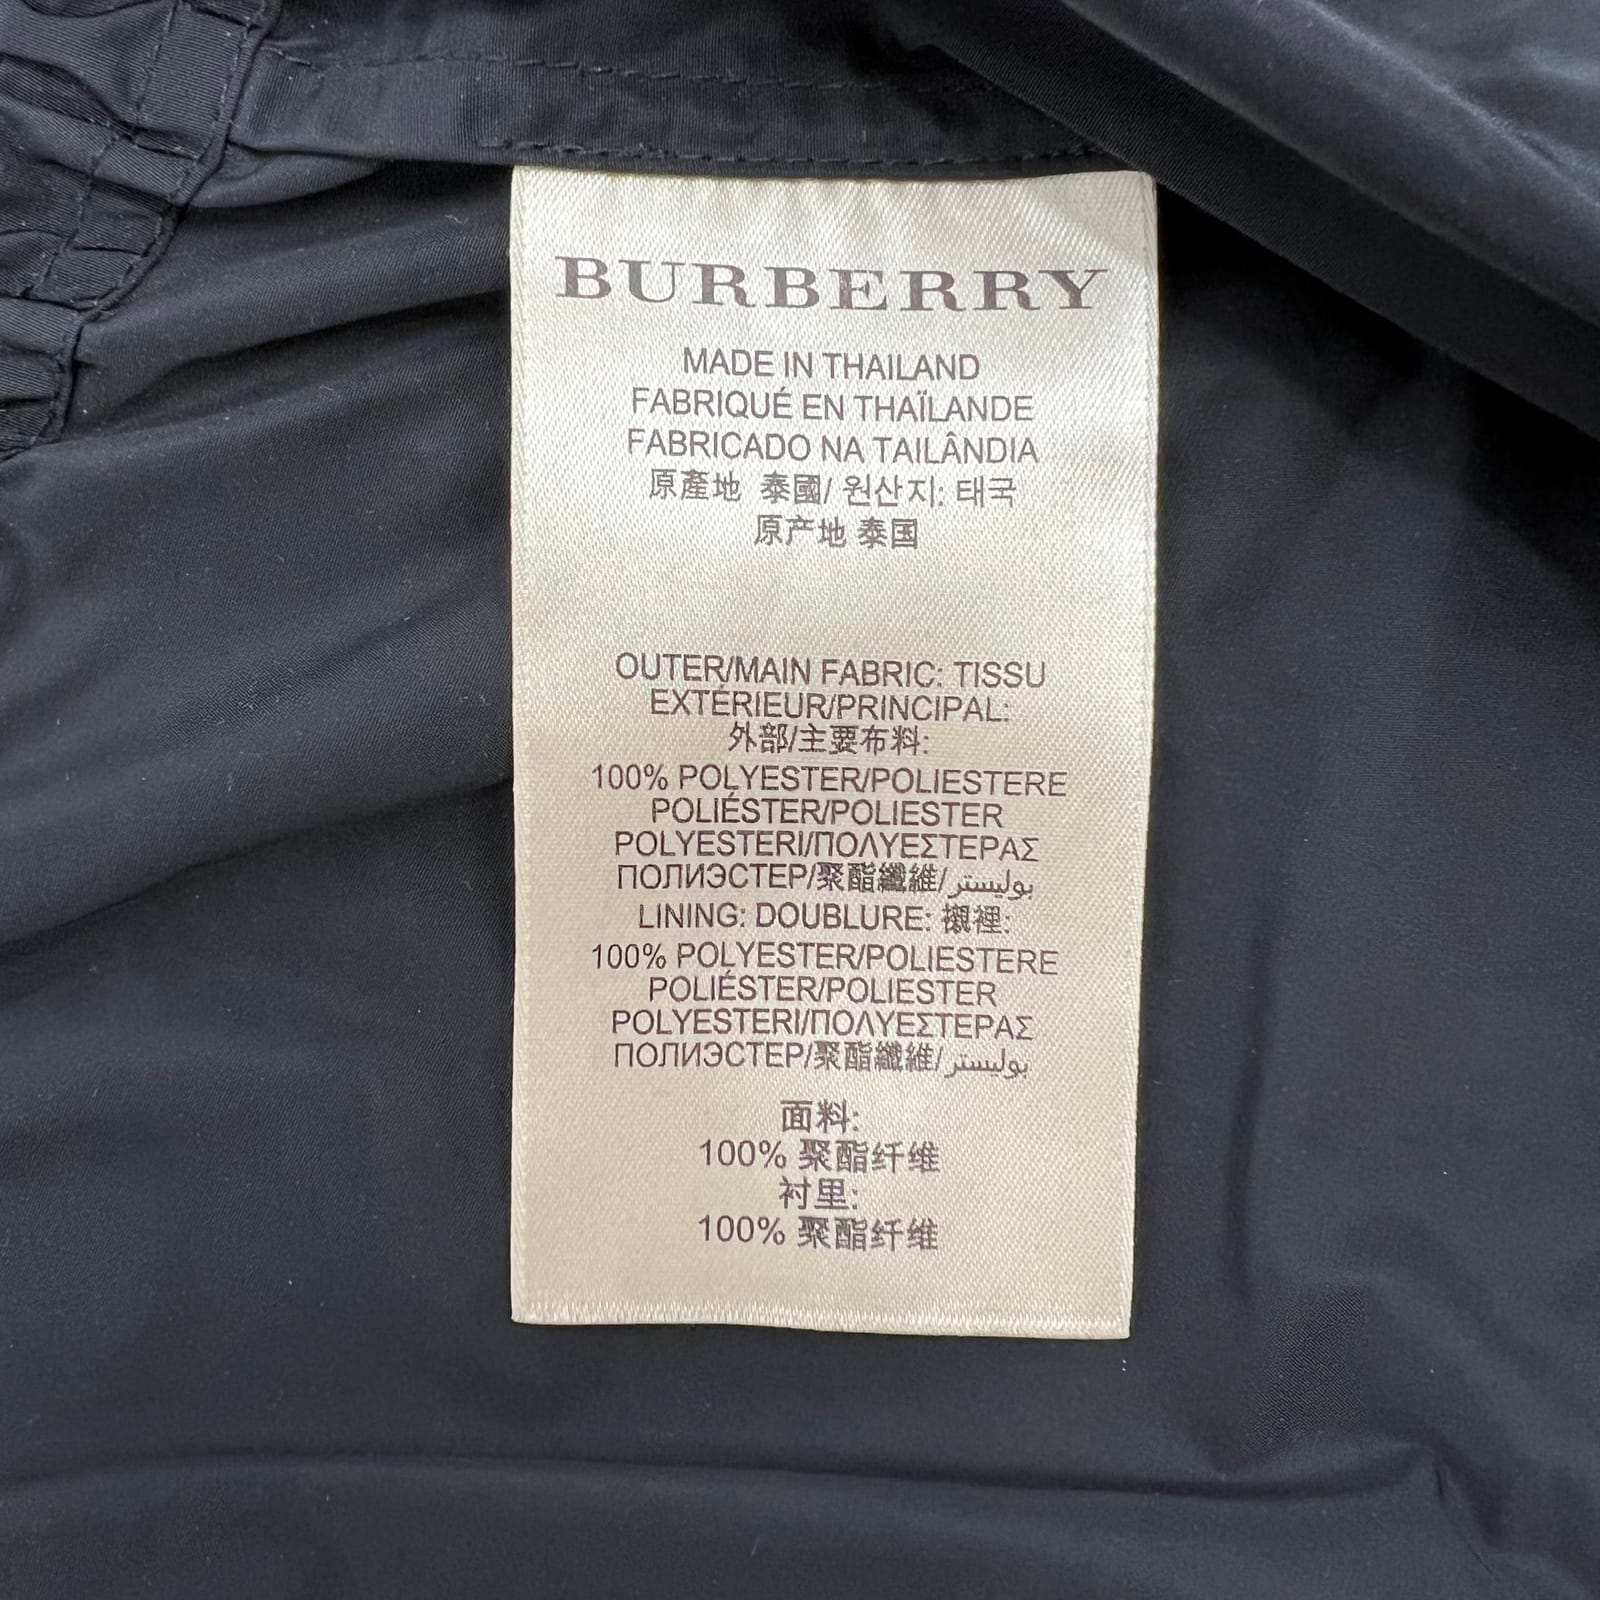 BURBERRY
MADE IN THAILAND
FABRIQUÉ EN THAÏLANDE
FABRICADO NA TAILÂNDIA
原產地 泰國/ 원산지: 태국
原产地 泰国
OUTER/MAIN FABRIC: TISSU
EXTÉRIEUR/PRINCIPAL:
外部/主要布料:
100% POLYESTER/POLIESTERE
POLIÉSTER/POLIESTER
POLYESTERI/ΠΟΛΥΕΣΤΕΡΑΣ
ПОЛИЭСТЕР/聚酯纖維/بوليستر
LINING: DOUBLURE: 襯裡:
100% POLYESTER/POLIESTERE
POLIÉSTER/POLIESTER
POLYESTERI/ΠΟΛΥΕΣΤΕΡΑΣ
ПОЛИЭСТЕР/聚酯纖維/بوليستر
面料:
100% 聚酯纤维
衬里:
100% 聚酯纤维